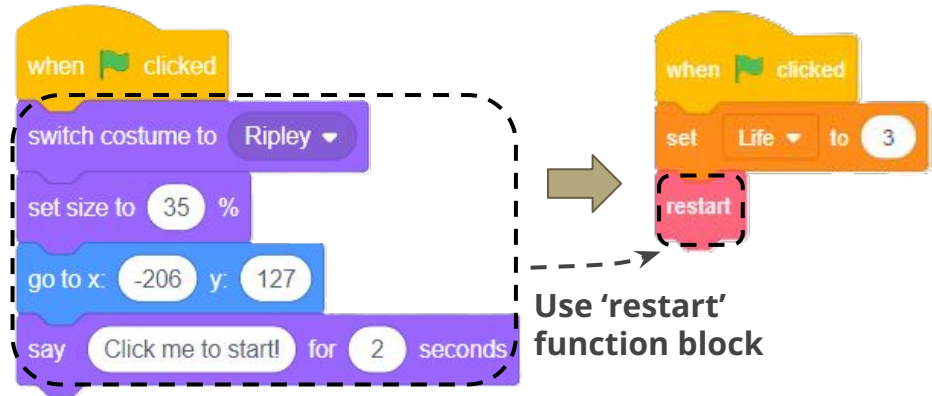 when clicked
switch costume to Ripley
set size to 35 %
go to x: -206 y: 127
say Click me to start! for 2 seconds
when clicked
set Life to 3
restart
Use ‘restart’
function block